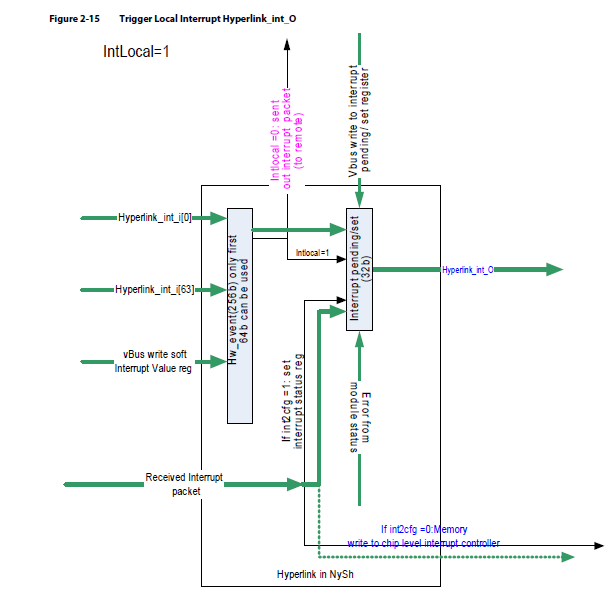 Figure 2-15 Trigger Local Interrupt Hyperlink_int_O
IntLocal=1
Intlocal =0: sent
out interrupt packet
(to remote)
Vbus write to interrupt
pending/ set register
Hyperlink_int_i[0]
Hyperlink_int_i[63]
vBus write soft
Interrupt Value reg
Hw_event(256b) only first
64b can be used
Intlocal=1
Interrupt pending/set
(32b)
Hyperlink_int_O
If int2cfg =1: set
interrupt status reg
Error from
module status
Received Interrupt
packet
If int2cfg =0:Memory
write to chip level interrupt controller
Hyperlink in NySh